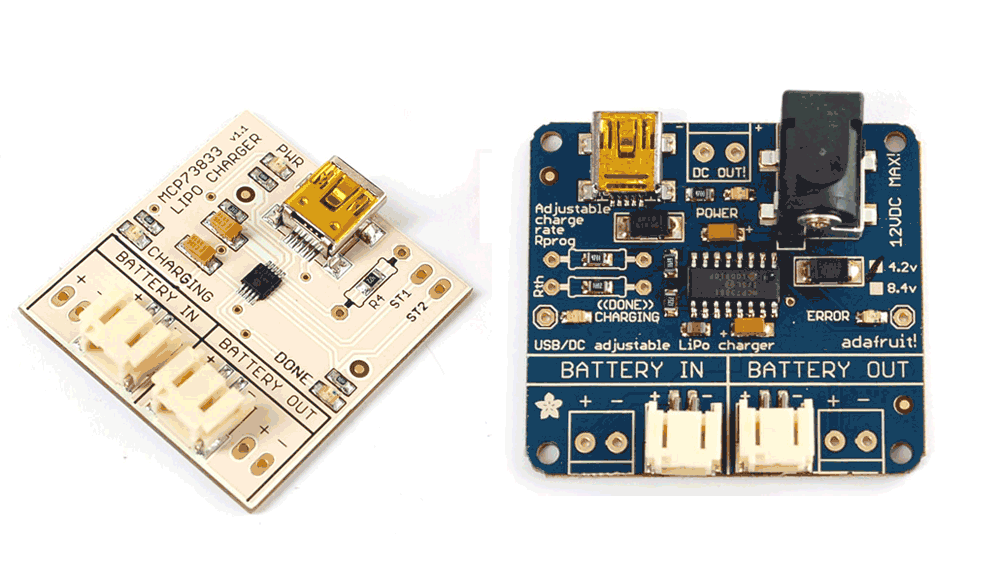 MCP73833 v1.1
LIPO CHARGER
PWR
CHARGING
R4
ST1
ST2
BATTERY IN
+ -
+
BATTERY OUT
+
DONE
+ -
- +
DC OUT!
12VDC MAX!
Adjustable
charge
rate
Rprog
POWER
+
4.2v
8.4v
Rth
((DONE))
CHARGING
+
ERROR
USB/DC adjustable LiPo charger
adafruit!
BATTERY IN
BATTERY OUT
+ -
+ -
+ -
+ -